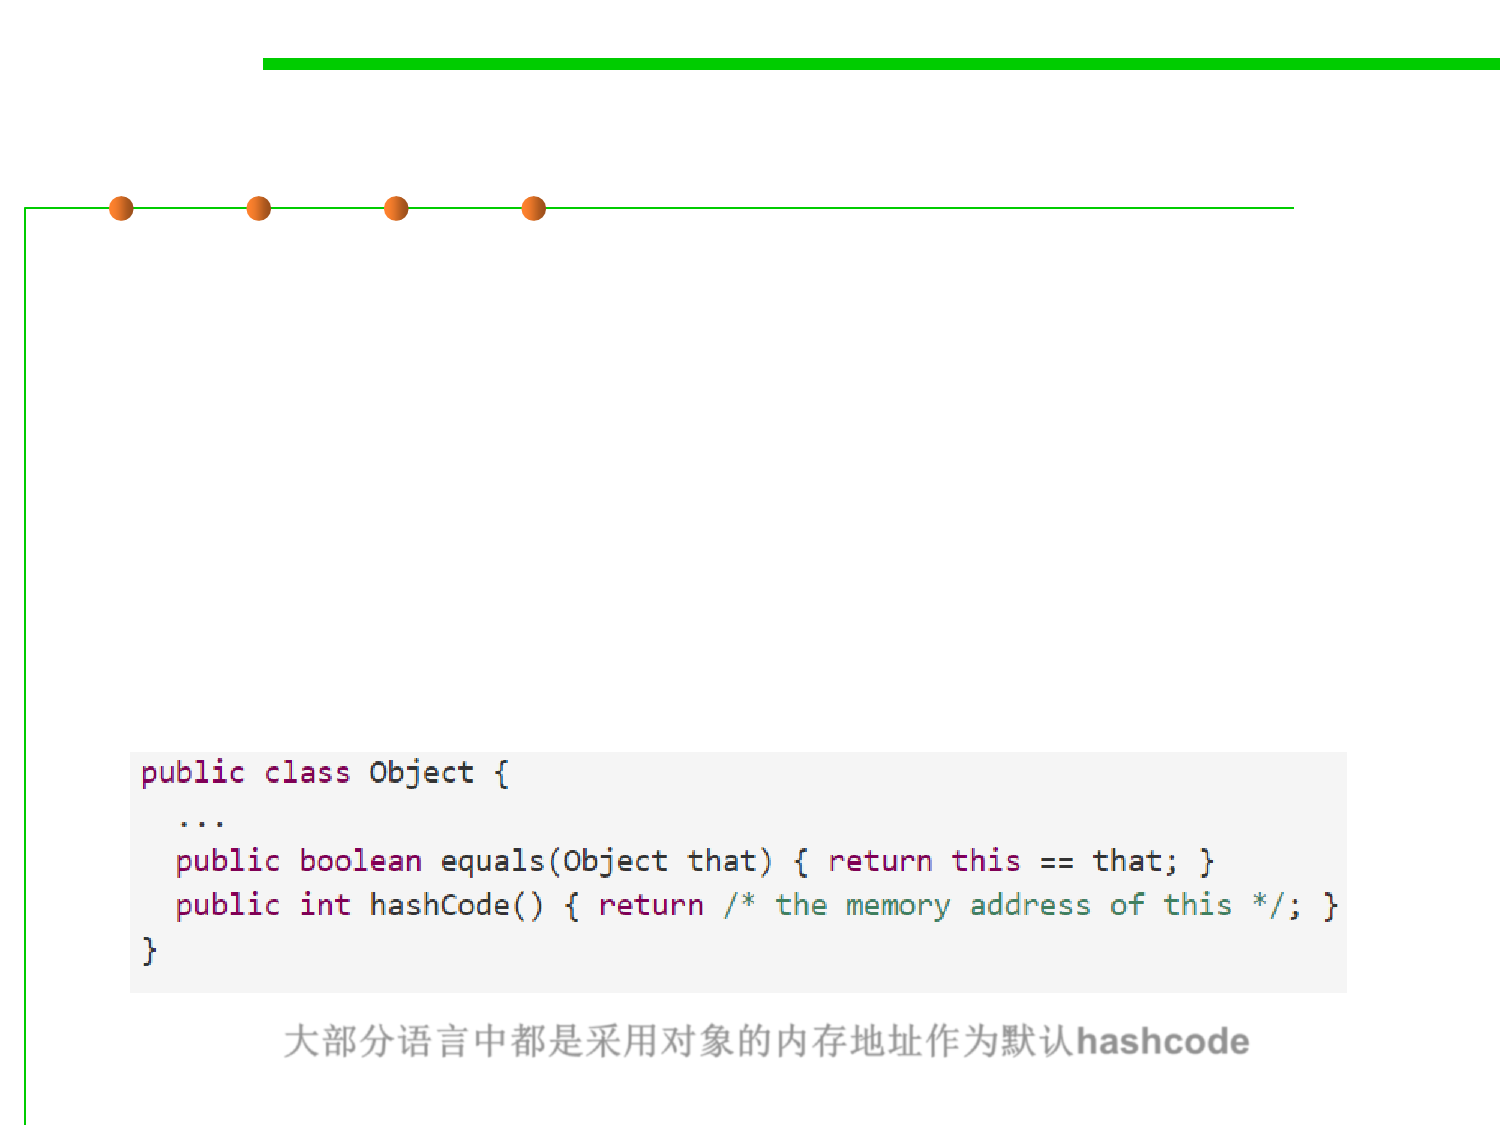 public class Object {
...
public boolean equals(Object that) { return this == that; }
public int hashCode() { return /* the memory address of this */; }
}
大部分语言中都是采用对象的内存地址作为默认hashcode